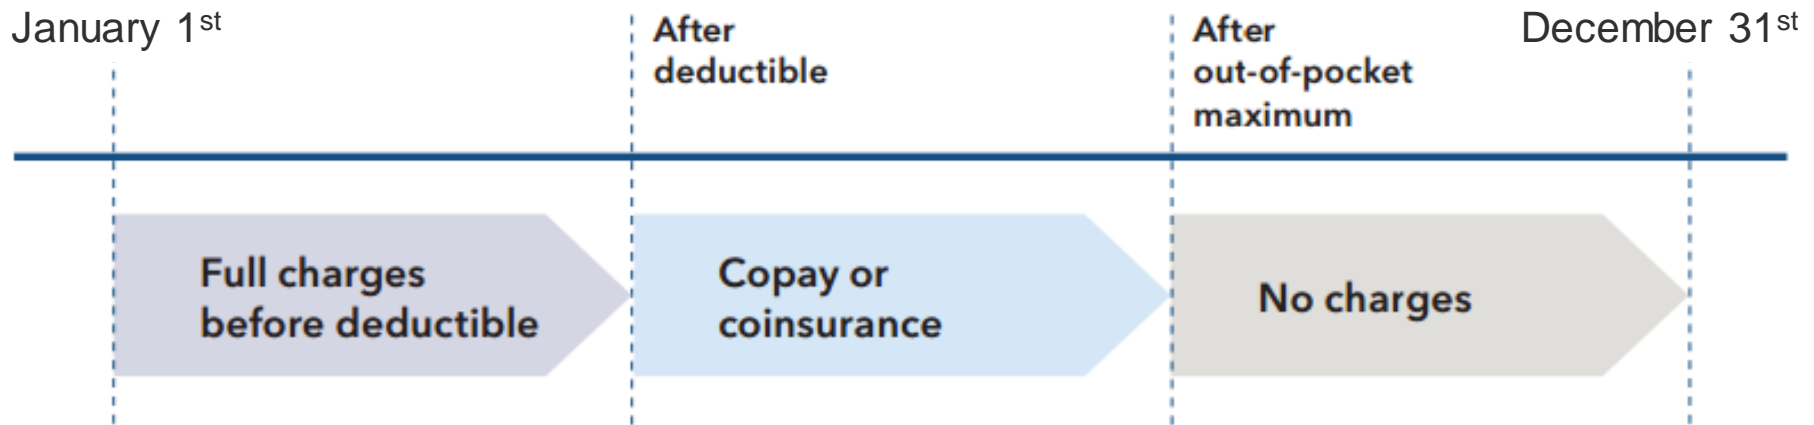 January 1st
After
deductible
After
out-of-pocket
maximum
December 31st
Full charges
before deductible
Copay or
coinsurance
No charges